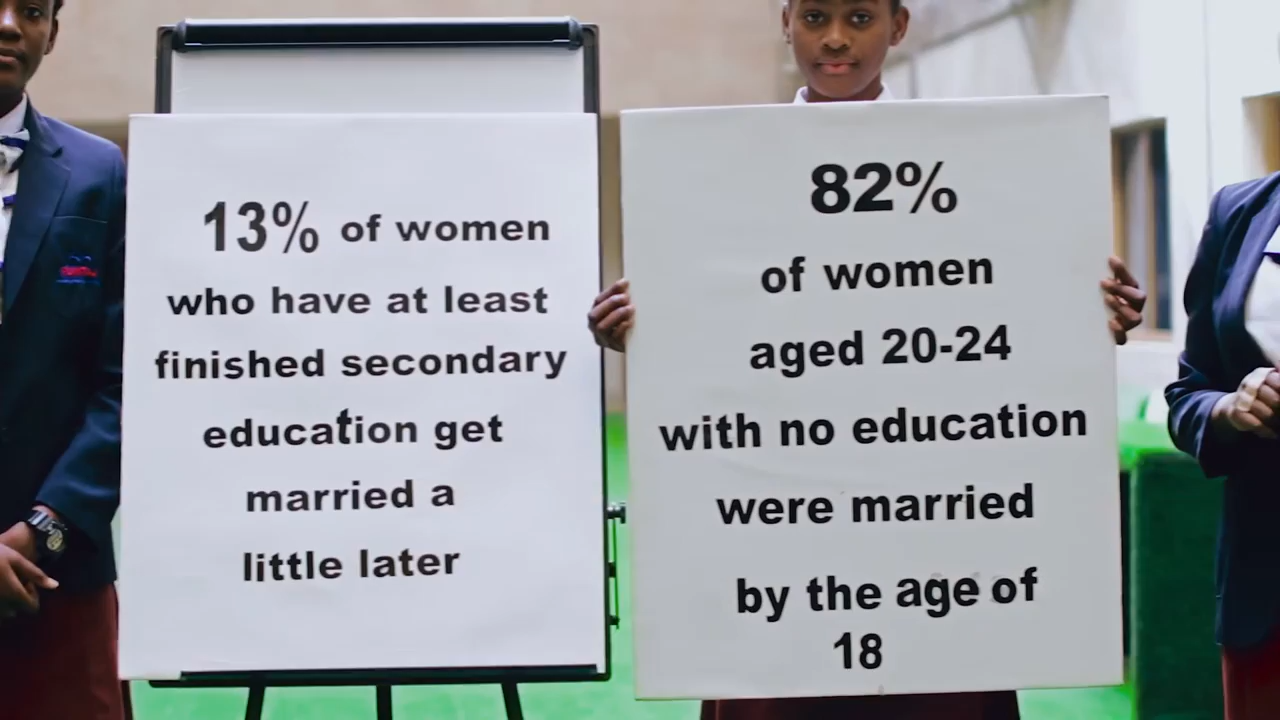 13% of women
who have at least
finished secondary
education get
married a
little later
82%
of women
aged 20-24
with no education
were married
by the age of
18